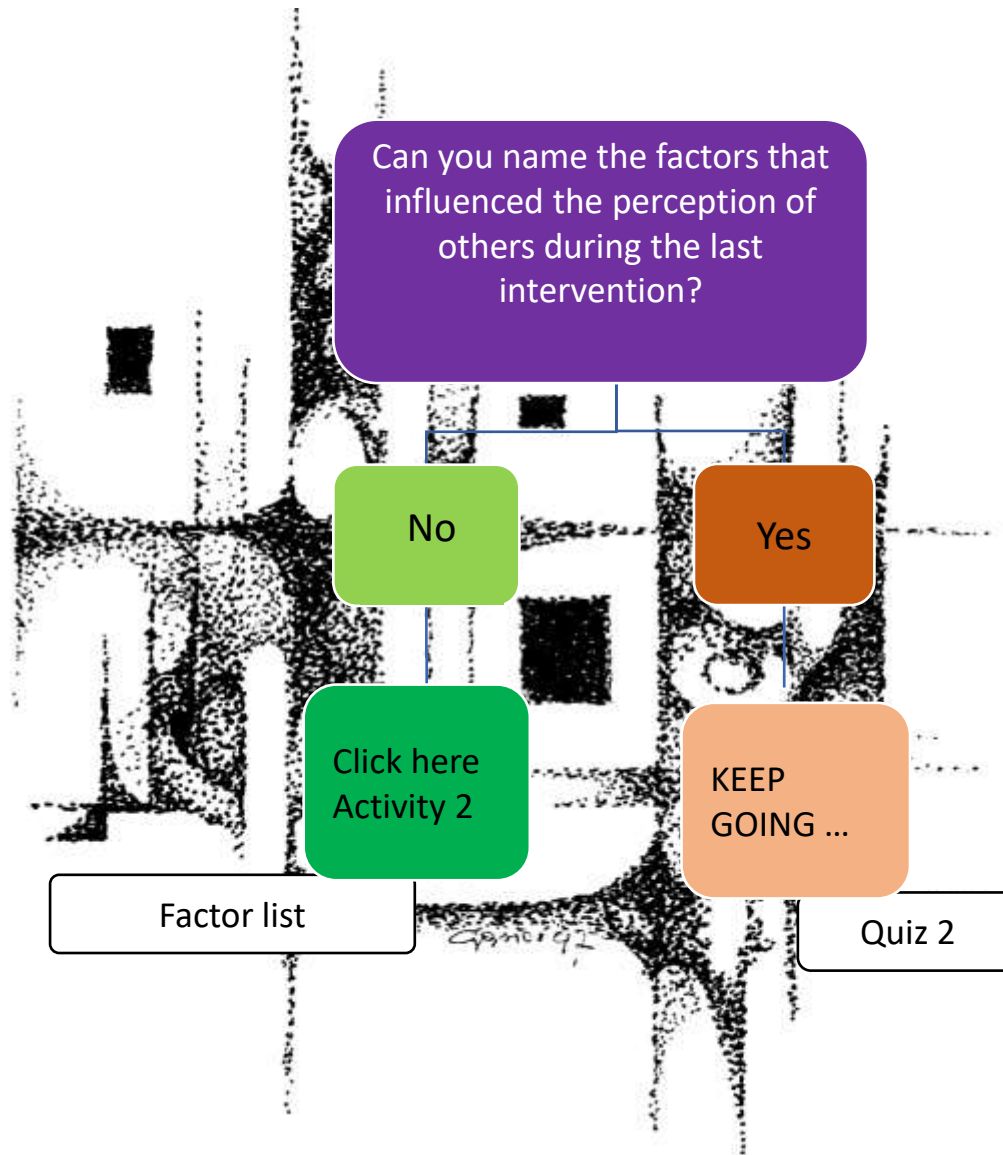 Can you name the factors that
influenced the perception of
others during the last
intervention?
No
Yes
Click here
Activity 2
KEEP
GOING ...
Factor list
Quiz 2